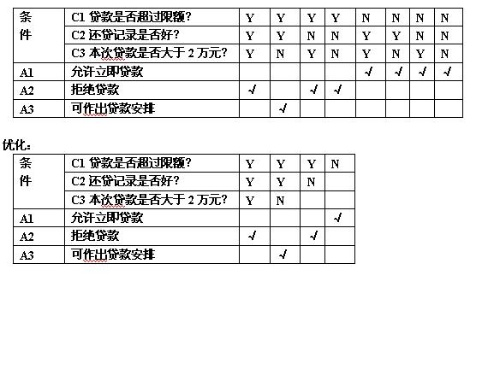 条 C1 贷款是否超过限额? Y Y Y Y N N N N
件 C2 还贷记录是否好? Y Y N N Y Y N N
C3 本次贷款是否大于 2 万元? Y N Y N Y N Y N
A1 允许立即贷款 √ √ √ √
A2 拒绝贷款 √ √ √
A3 可作出贷款安排 √
优化:
条 C1 贷款是否超过限额? Y Y Y N
件 C2 还贷记录是否好? Y Y N
C3 本次贷款是否大于 2 万元? Y N
A1 允许立即贷款 √
A2 拒绝贷款 √ √
A3 可作出贷款安排 √